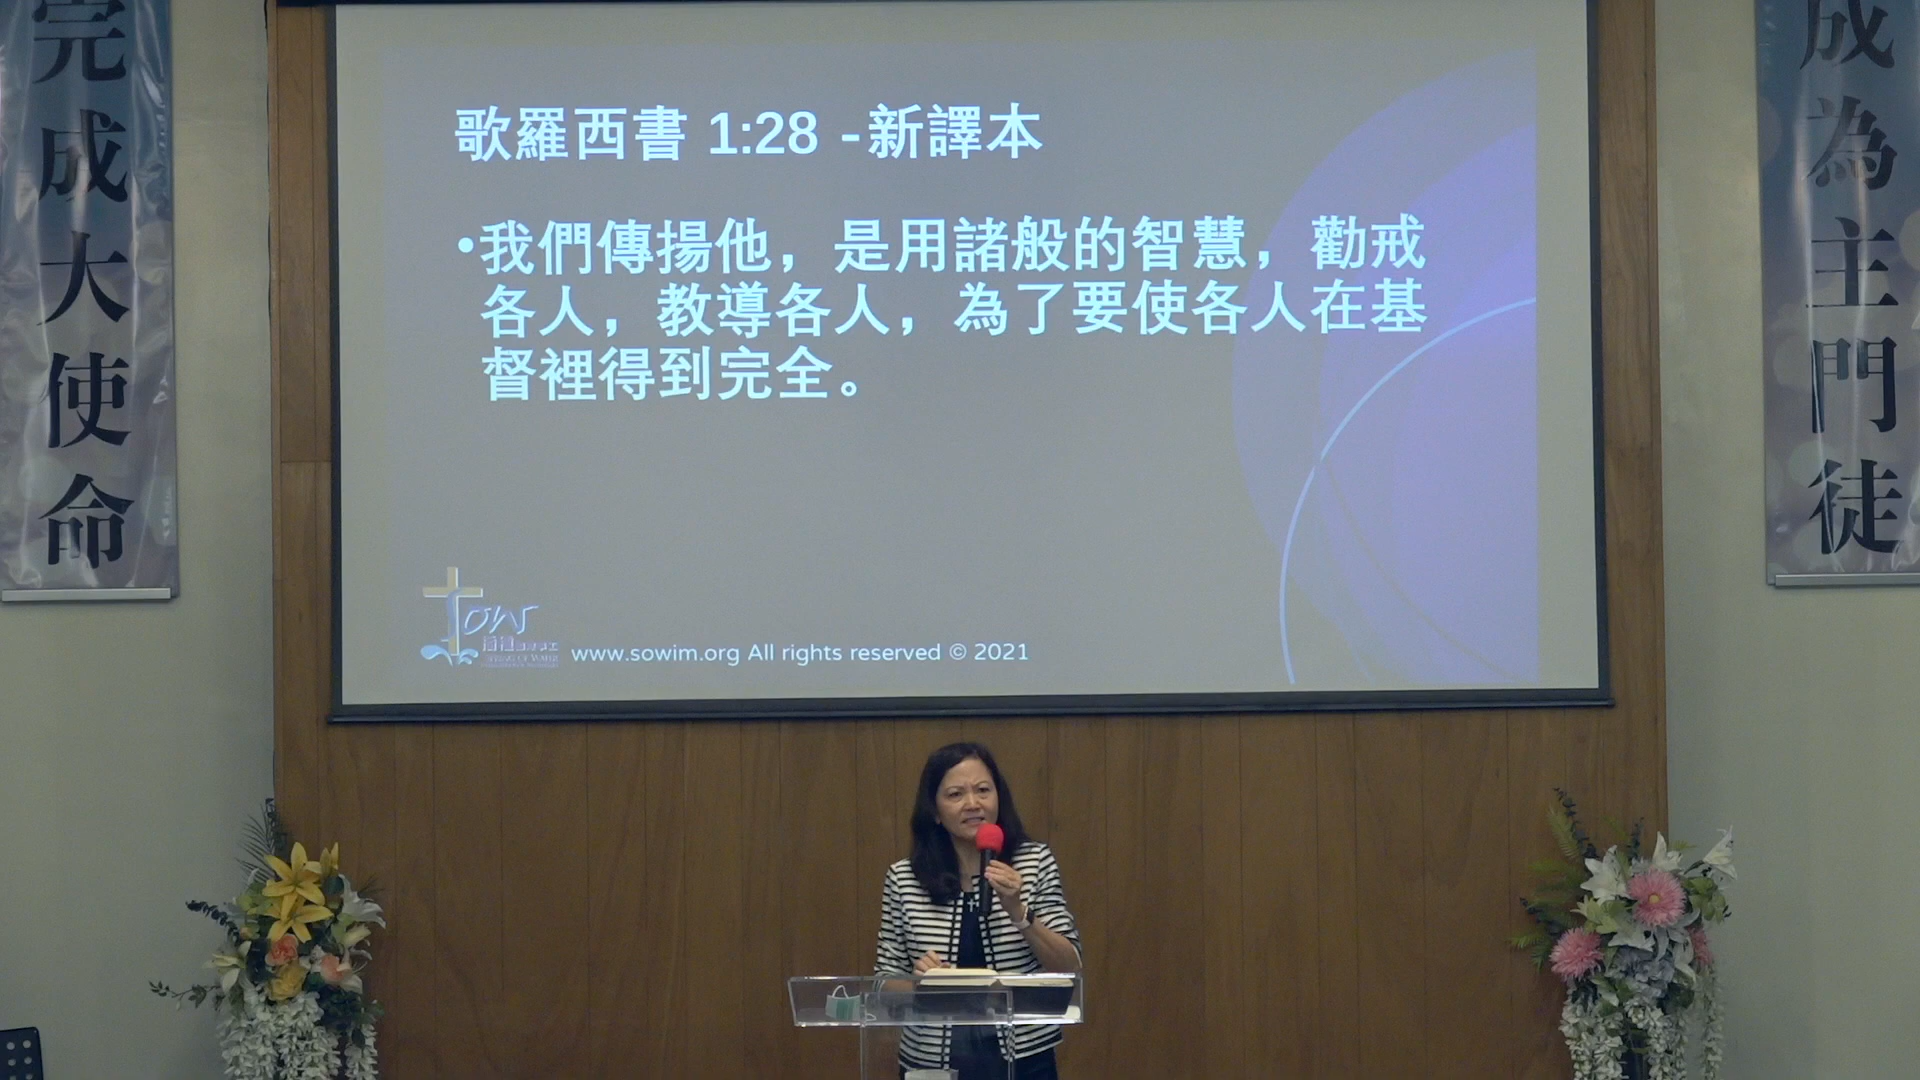 完成大使命
歌羅西書 1:28 -新譯本
•我們傳揚他，是用諸般的智慧，勸戒
各人，教導各人，為了要使各人在基
督裡得到完全。
sow
www.sowim.org All rights reserved © 2021
成為主門徒